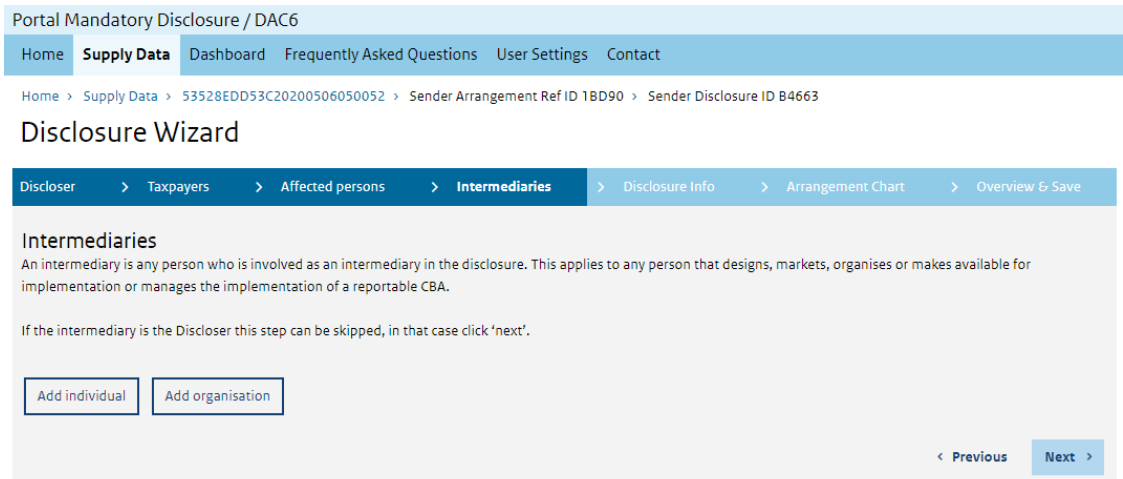 Portal Mandatory Disclosure / DAC6
Home Supply Data Dashboard Frequently Asked Questions User Settings Contact
Home > Supply Data > 53528EDD53C20200506050052 > Sender Arrangement Ref ID 1BD90 > Sender Disclosure ID B4663
Disclosure Wizard
Discloser > Taxpayers > Affected persons > Intermediaries > Disclosure Info > Arrangement Chart > Overview & Save
Intermediaries
An intermediary is any person who is involved as an intermediary in the disclosure. This applies to any person that designs, markets, organises or makes available for
implementation or manages the implementation of a reportable CBA.
If the intermediary is the Discloser this step can be skipped, in that case click ‘next’.
Add individual Add organisation
< Previous Next >